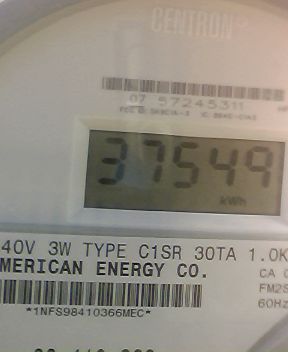 CENTRON®
07 57245311
37549
kWh
40V 3W TYPE C1SR 30TA 1.0K
MERICAN ENERGY CO.
CA 0
FM2S
60Hz
*1NFS98410366MEC*